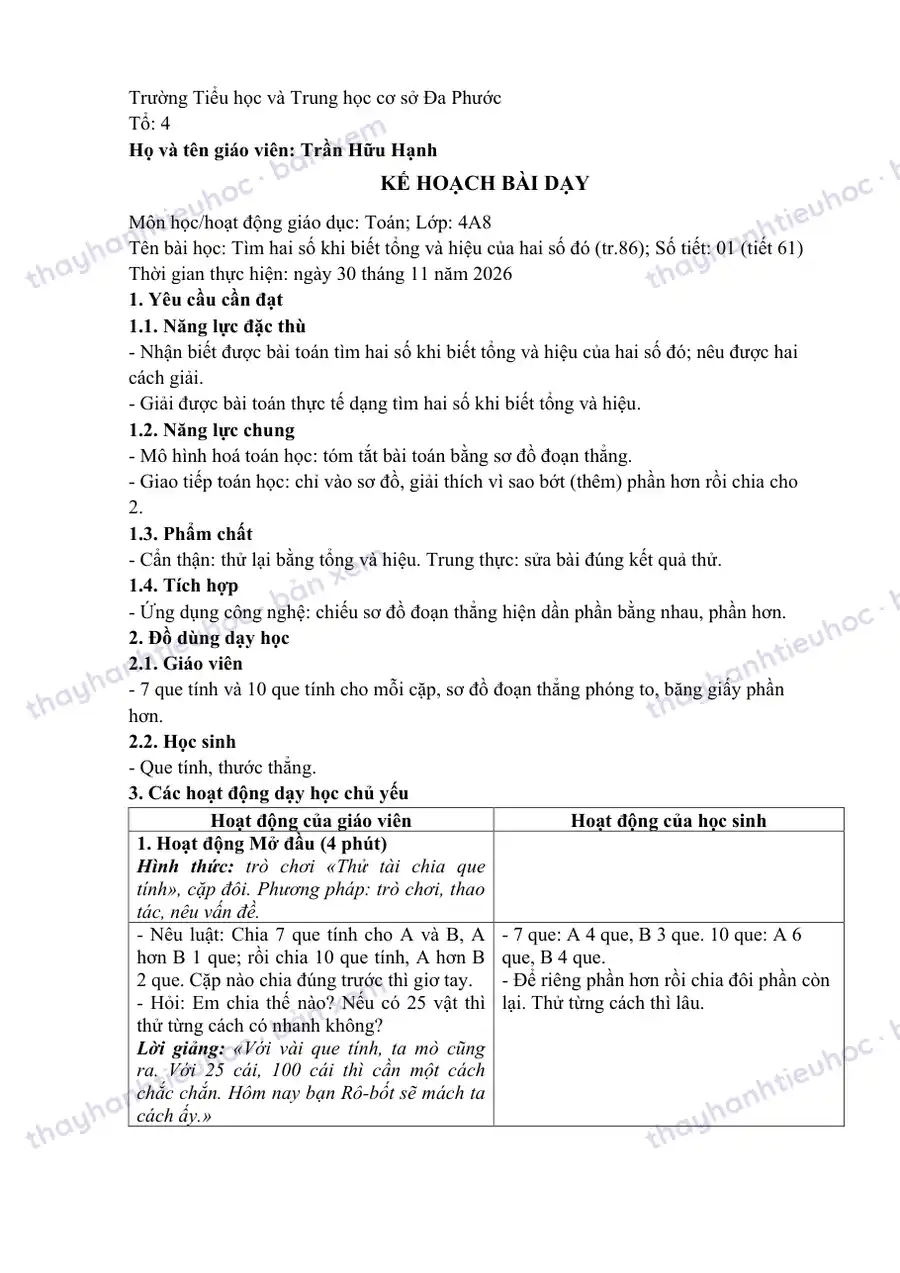 Trường Tiểu học và Trung học cơ sở Đa Phước
Tổ: 4
Họ và tên giáo viên: Trần Hữu Hạnh
KẾ HOẠCH BÀI DẠY
Môn học/hoạt động giáo dục: Toán; Lớp: 4A8
Tên bài học: Tìm hai số khi biết tổng và hiệu của hai số đó (tr.86); Số tiết: 01 (tiết 61)
Thời gian thực hiện: ngày 30 tháng 11 năm 2026
1. Yêu cầu cần đạt
1.1. Năng lực đặc thù
- Nhận biết được bài toán tìm hai số khi biết tổng và hiệu của hai số đó; nêu được hai
cách giải.
- Giải được bài toán thực tế dạng tìm hai số khi biết tổng và hiệu.
1.2. Năng lực chung
- Mô hình hoá toán học: tóm tắt bài toán bằng sơ đồ đoạn thẳng.
- Giao tiếp toán học: chỉ vào sơ đồ, giải thích vì sao bớt (thêm) phần hơn rồi chia cho
2.
1.3. Phẩm chất
- Cẩn thận: thử lại bằng tổng và hiệu. Trung thực: sửa bài đúng kết quả thử.
1.4. Tích hợp
- Ứng dụng công nghệ: chiếu sơ đồ đoạn thẳng hiện dần phần bằng nhau, phần hơn.
2. Đồ dùng dạy học
2.1. Giáo viên
- 7 que tính và 10 que tính cho mỗi cặp, sơ đồ đoạn thẳng phóng to, băng giấy phần
hơn.
2.2. Học sinh
- Que tính, thước thẳng.
3. Các hoạt động dạy học chủ yếu
Hoạt động của giáo viên
Hoạt động của học sinh
1. Hoạt động Mở đầu (4 phút)
Hình thức: trò chơi «Thử tài chia que
tính», cặp đôi. Phương pháp: trò chơi, thao
tác, nêu vấn đề.
- Nêu luật: Chia 7 que tính cho A và B, A
hơn B 1 que; rồi chia 10 que tính, A hơn B
2 que. Cặp nào chia đúng trước thì giơ tay.
- Hỏi: Em chia thế nào? Nếu có 25 vật thì
thử từng cách có nhanh không?
Lời giảng: «Với vài que tính, ta mò cũng
ra. Với 25 cái, 100 cái thì cần một cách
chắc chắn. Hôm nay bạn Rô-bốt sẽ mách ta
cách ấy.»
- 7 que: A 4 que, B 3 que. 10 que: A 6
que, B 4 que.
- Để riêng phần hơn rồi chia đôi phần còn
lại. Thử từng cách thì lâu.
thayhanhtieuhoc · bản xem
thayhanhtieuhoc · b
thayhanhtieuhoc · bản xem
thayhanhtieuhoc · b
thayhanhtieuhoc · bản xem
thayhanhtieuhoc · b